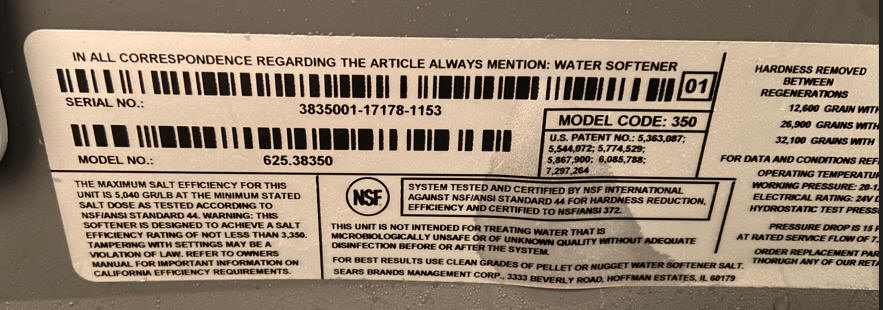 IN ALL CORRESPONDENCE REGARDING THE ARTICLE ALWAYS MENTION: WATER SOFTENER
01
SERIAL NO.:
3835001-17178-1153
MODEL NO.:
625.38350
MODEL CODE: 350
U.S. PATENT NO.: 5,363,087;
5,544,072; 5,774,529;
5,867,900; 6,085,788;
7,297,264
THE MAXIMUM SALT EFFICIENCY FOR THIS
UNIT IS 5,040 GR/LB AT THE MINIMUM STATED
SALT DOSE AS TESTED ACCORDING TO
NSF/ANSI STANDARD 44. WARNING: THIS
SOFTENER IS DESIGNED TO ACHIEVE A SALT
EFFICIENCY RATING OF NOT LESS THAN 3,350.
TAMPERING WITH SETTINGS MAY BE A
VIOLATION OF LAW. REFER TO OWNERS
MANUAL FOR IMPORTANT INFORMATION ON
CALIFORNIA EFFICIENCY REQUIREMENTS.
NSF
SYSTEM TESTED AND CERTIFIED BY NSF INTERNATIONAL
AGAINST NSF/ANSI STANDARD 44 FOR HARDNESS REDUCTION,
EFFICIENCY AND CERTIFIED TO NSF/ANSI 372.
THIS UNIT IS NOT INTENDED FOR TREATING WATER THAT IS
MICROBIOLOGICALLY UNSAFE OR OF UNKNOWN QUALITY WITHOUT ADEQUATE
DISINFECTION BEFORE OR AFTER THE SYSTEM.
FOR BEST RESULTS USE CLEAN GRADES OF PELLET OR NUGGET WATER SOFTENER SALT.
SEARS BRANDS MANAGEMENT CORP., 3333 BEVERLY ROAD, HOFFMAN ESTATES, IL 60179
HARDNESS REMOVED
BETWEEN
REGENERATIONS
12,600 GRAIN WITH
26,900 GRAINS WITH
32,100 GRAINS WITH
FOR DATA AND CONDITIONS REF
OPERATING TEMPERATU
WORKING PRESSURE: 20-1
ELECTRICAL RATING: 24V D
HYDROSTATIC TEST PRESS
PRESSURE DROP IS 15
AT RATED SERVICE FLOW OF 7.
ORDER REPLACEMENT PAR
THORUGH ANY OF OUR RETA